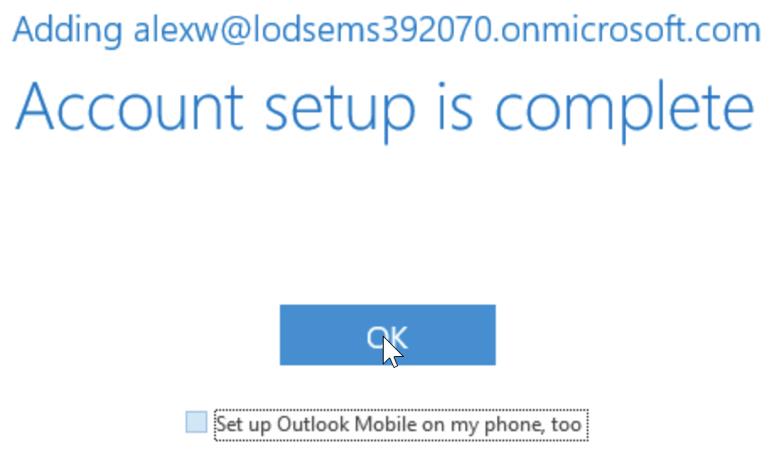 Adding alexw@lodsems392070.onmicrosoft.com
Account setup is complete
OK
Set up Outlook Mobile on my phone, too